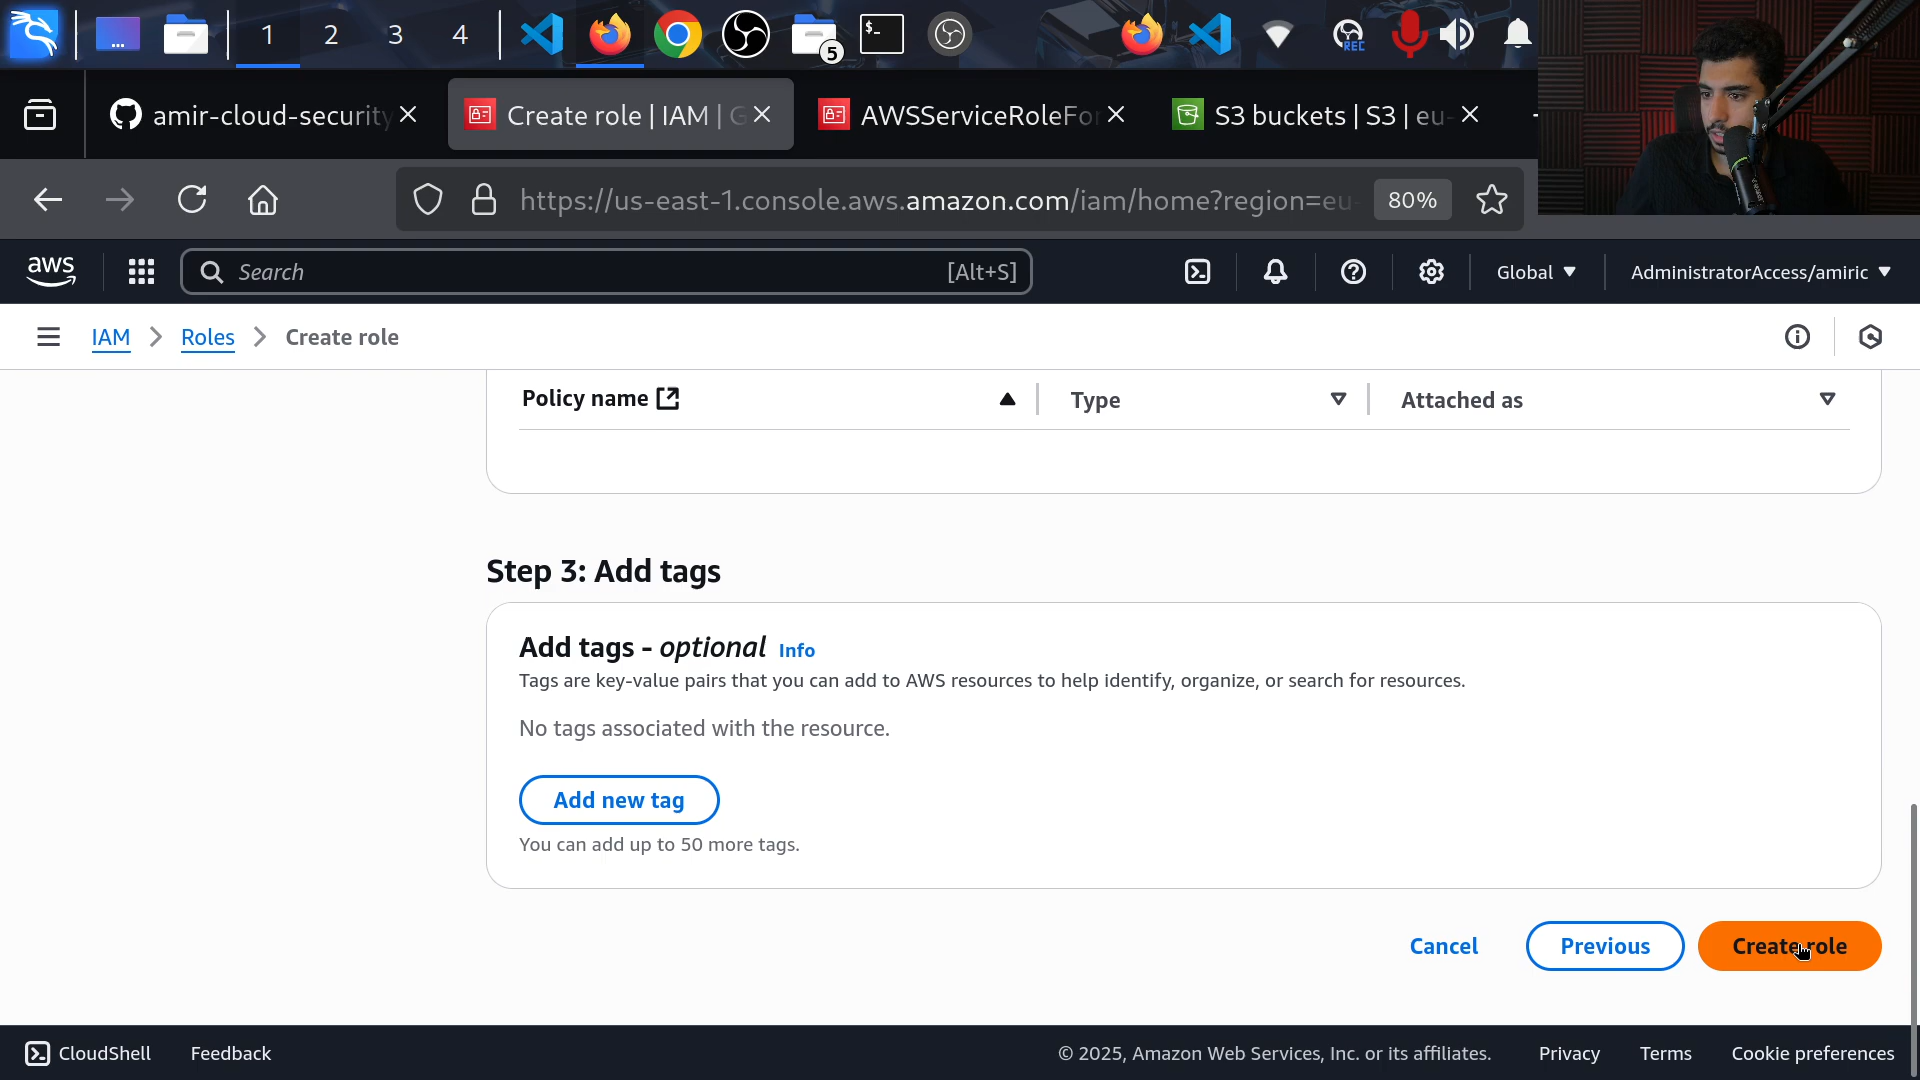 1 2 3 4 5 $- REC
amir-cloud-security Create role | IAM | G AWSServiceRoleFor S3 buckets | S3 | eu-
https://us-east-1.console.aws.amazon.com/iam/home?region=eu- 80%
aws Search [Alt+S] Global AdministratorAccess/amiric
IAM Roles Create role
Policy name Type Attached as
Step 3: Add tags
Add tags - optional Info
Tags are key-value pairs that you can add to AWS resources to help identify, organize, or search for resources.
No tags associated with the resource.
Add new tag
You can add up to 50 more tags.
Cancel Previous Create role
CloudShell Feedback © 2025, Amazon Web Services, Inc. or its affiliates. Privacy Terms Cookie preferences